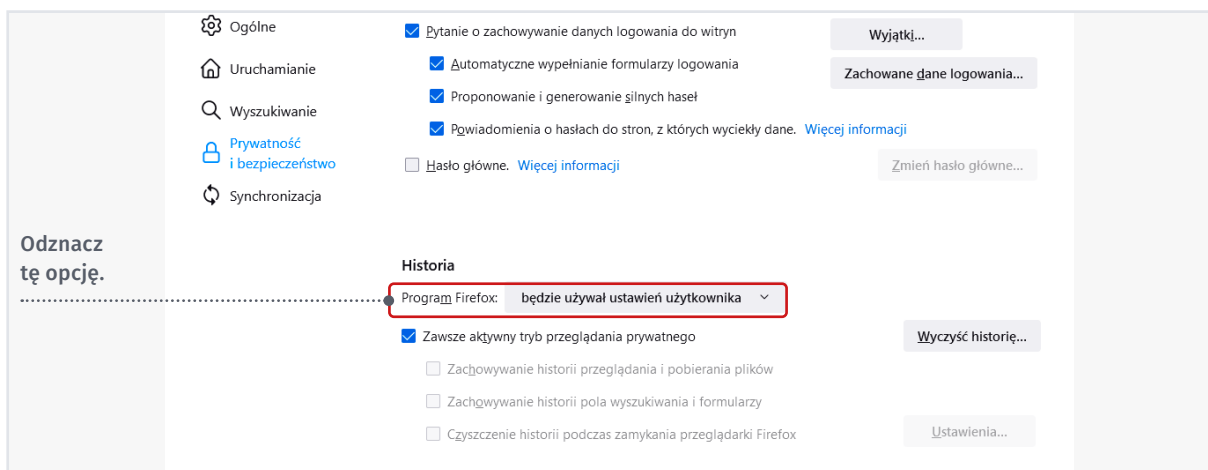 Ogólne
Uruchamianie
Wyszukiwanie
Prywatność
i bezpieczeństwo
Synchronizacja
Pytanie o zachowywanie danych logowania do witryn
Wyjątki...
Automatyczne wypełnianie formularzy logowania
Zachowane dane logowania...
Proponowanie i generowanie silnych haseł
Powiadomienia o hasłach do stron, z których wyciekły dane. Więcej informacji
Hasło główne. Więcej informacji
Zmień hasło główne...
Odznacz
tę opcję.
Historia
Program Firefox: będzie używał ustawień użytkownika
Zawsze aktywny tryb przeglądania prywatnego
Wyczyść historię...
Zachowywanie historii przeglądania i pobierania plików
Zachowywanie historii pola wyszukiwania i formularzy
Czyszczenie historii podczas zamykania przeglądarki Firefox
Ustawienia...